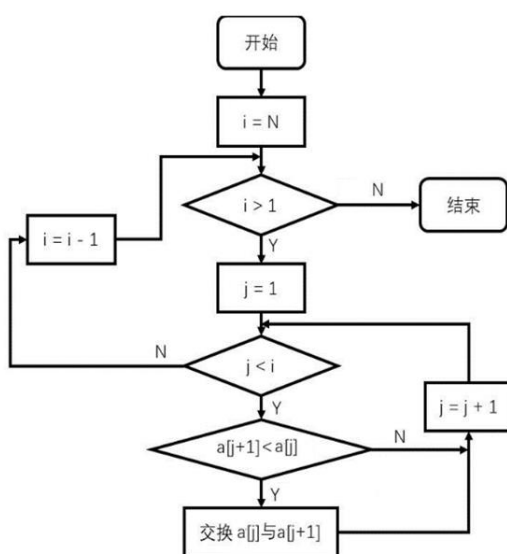 开始
i = N
i > 1
N
结束
i = i - 1
Y
j = 1
N
j < i
Y
j = j + 1
a[j+1] < a[j]
N
Y
交换 a[j]与a[j+1]